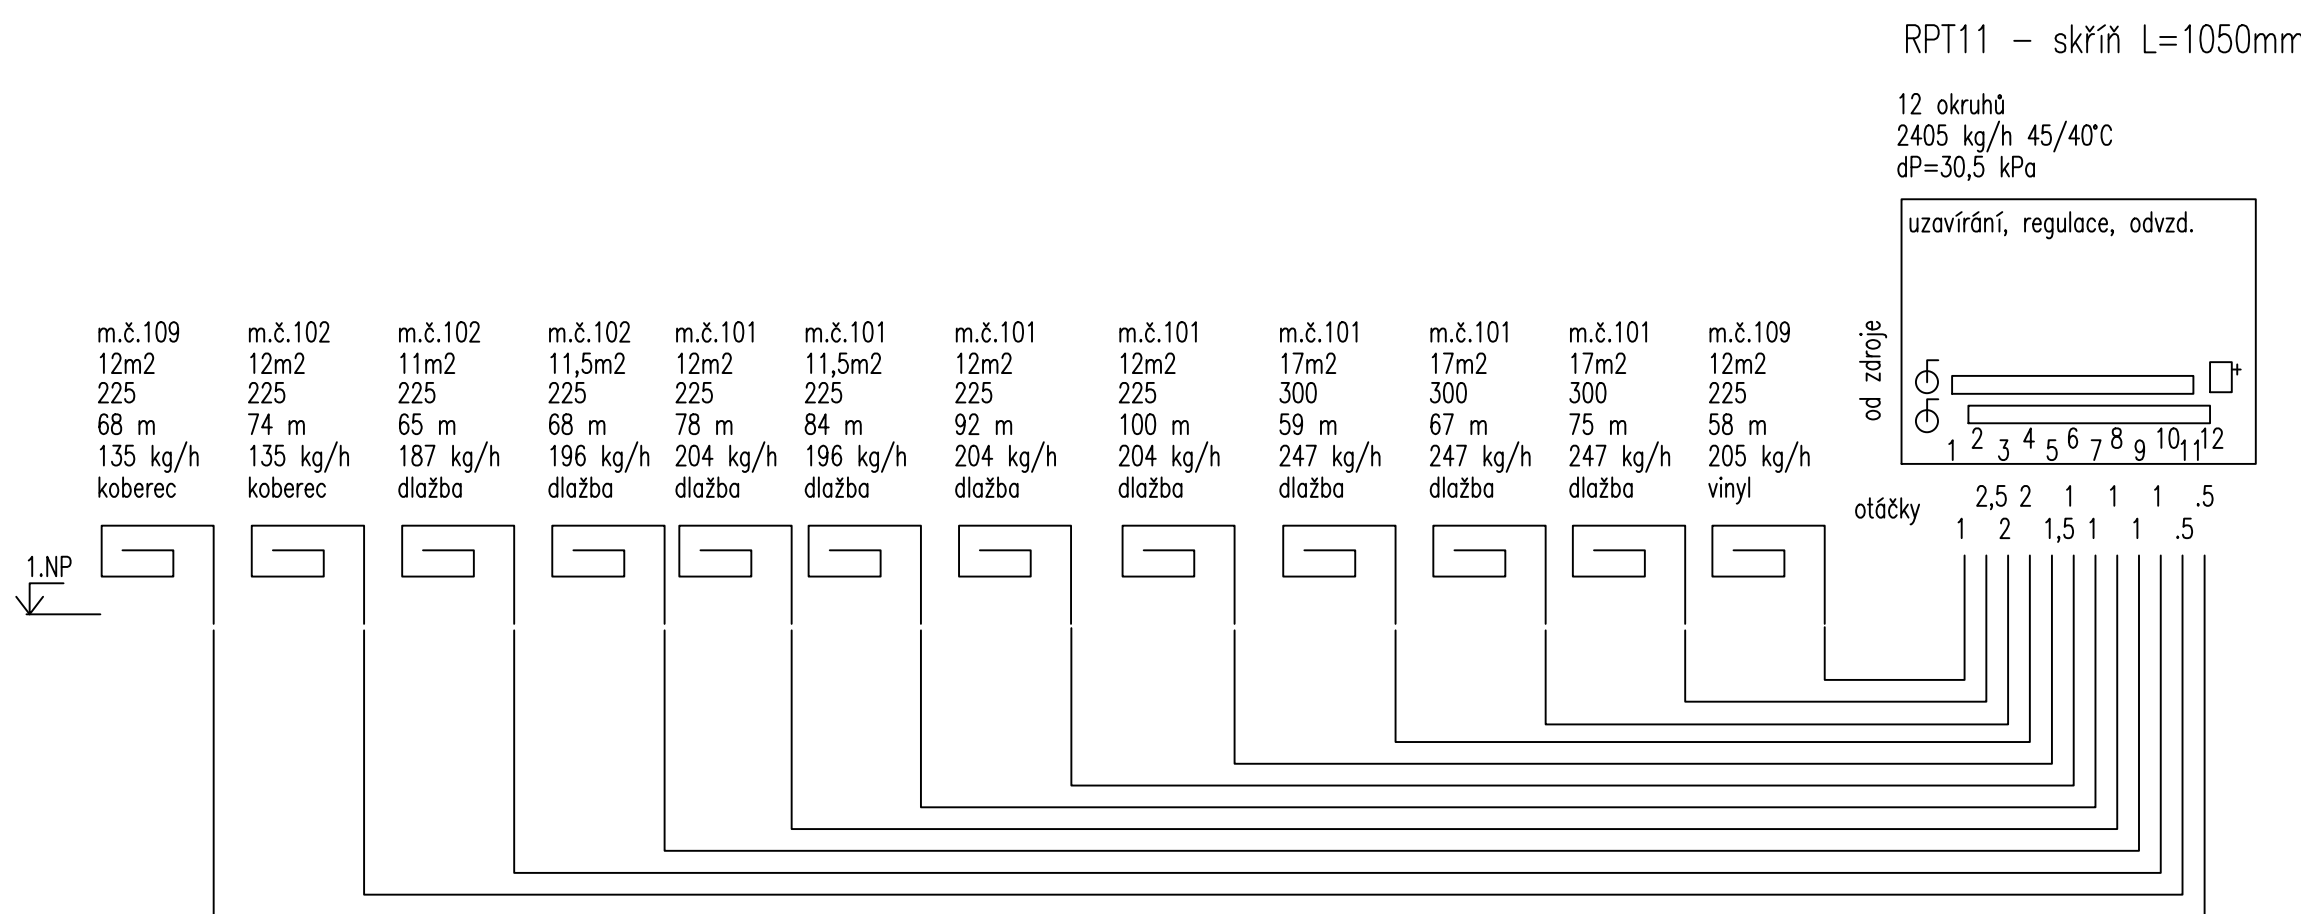 RPT11 – skříň L=1050mm
12 okruhů
2405 kg/h 45/40°C
dP=30,5 kPa
uzavírání, regulace, odvzd.
od zdroje
1 2 3 4 5 6 7 8 9 10 11 12
m.č.109
12m2
225
68 m
135 kg/h
koberec
m.č.102
12m2
225
74 m
135 kg/h
koberec
m.č.102
11m2
225
65 m
187 kg/h
dlažba
m.č.102
11,5m2
225
68 m
196 kg/h
dlažba
m.č.101
12m2
225
78 m
204 kg/h
dlažba
m.č.101
11,5m2
225
84 m
196 kg/h
dlažba
m.č.101
12m2
225
92 m
204 kg/h
dlažba
m.č.101
12m2
225
100 m
204 kg/h
dlažba
m.č.101
17m2
300
59 m
247 kg/h
dlažba
m.č.101
17m2
300
67 m
247 kg/h
dlažba
m.č.101
17m2
300
75 m
247 kg/h
dlažba
m.č.109
12m2
225
58 m
205 kg/h
vinyl
otáčky
2,5 2 1 1 1 .5
1 2 1,5 1 1 .5
1.NP